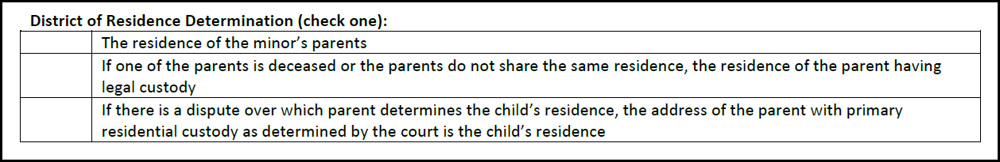 District of Residence Determination (check one):
The residence of the minor’s parents
If one of the parents is deceased or the parents do not share the same residence, the residence of the parent having
legal custody
If there is a dispute over which parent determines the child’s residence, the address of the parent with primary
residential custody as determined by the court is the child’s residence